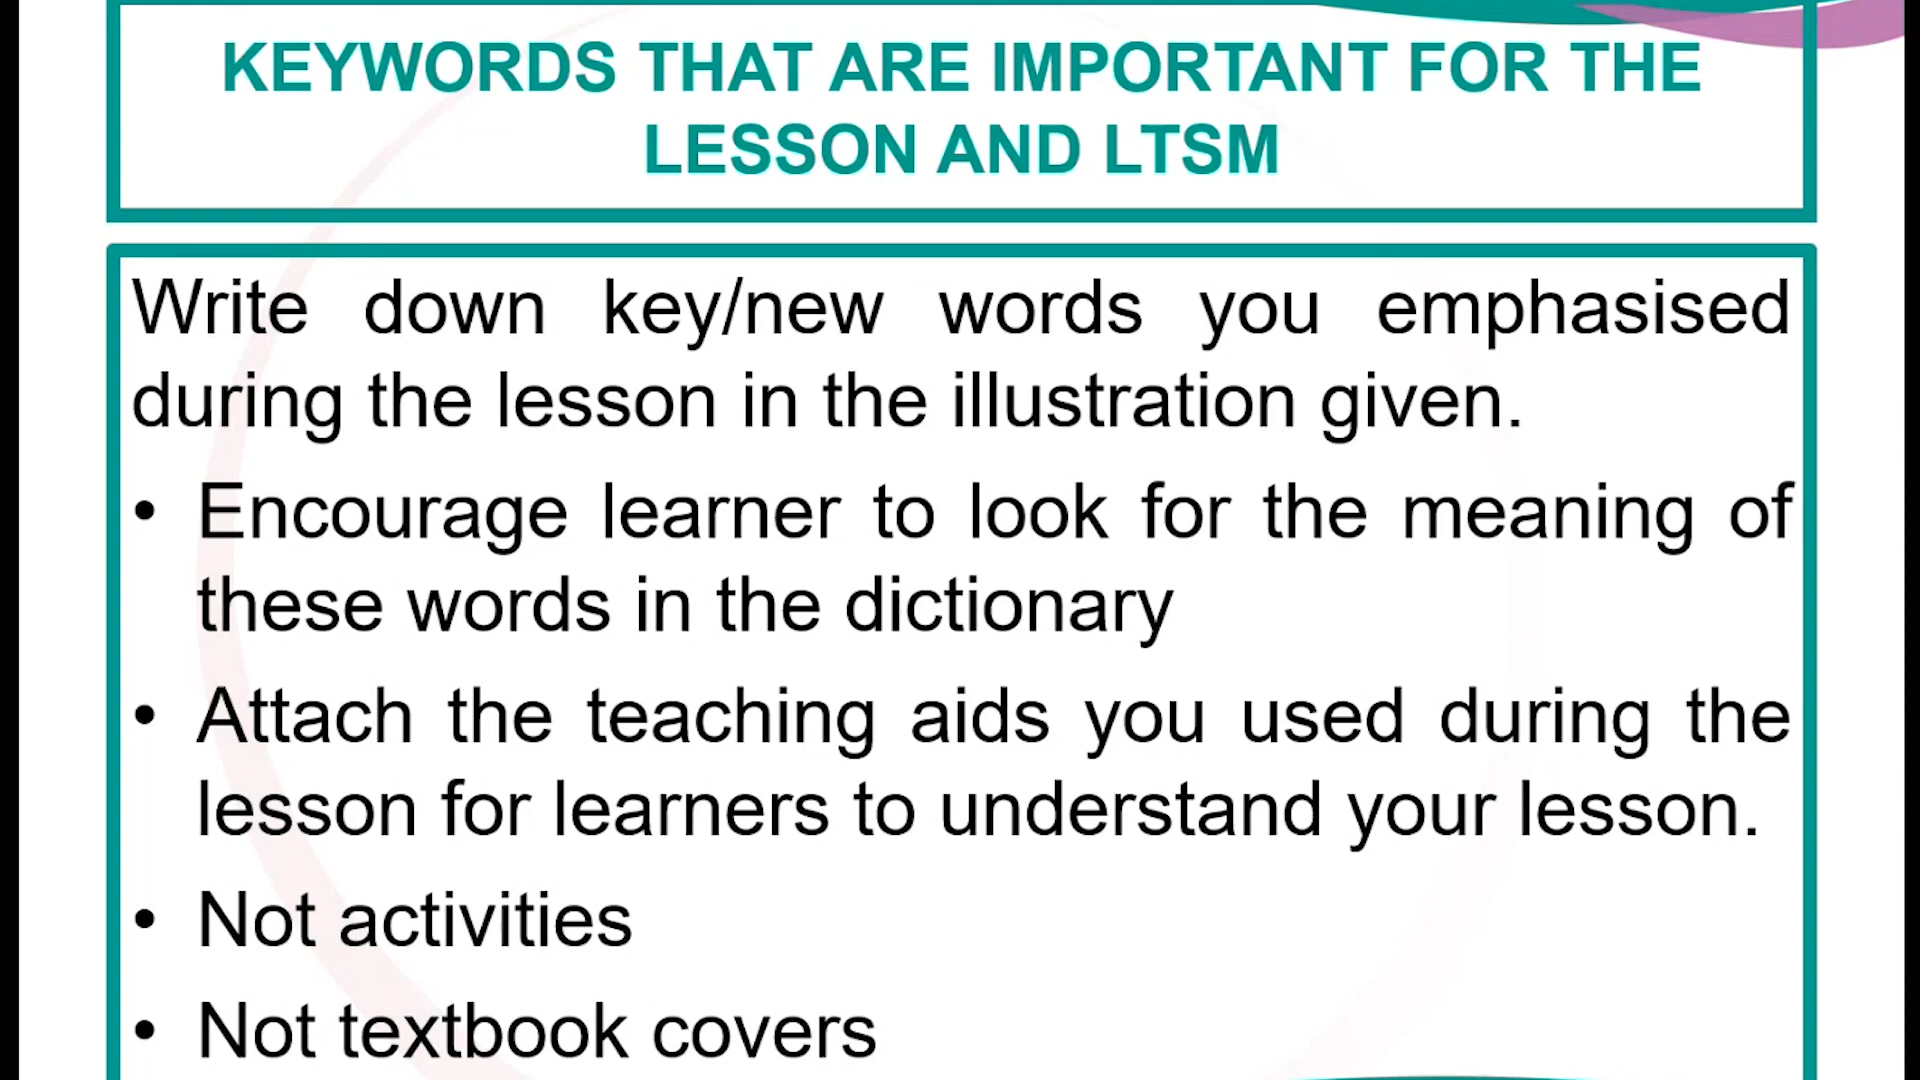 KEYWORDS THAT ARE IMPORTANT FOR THE
LESSON AND LTSM
Write down key/new words you emphasised
during the lesson in the illustration given.
• Encourage learner to look for the meaning of
these words in the dictionary
• Attach the teaching aids you used during the
lesson for learners to understand your lesson.
• Not activities
• Not textbook covers